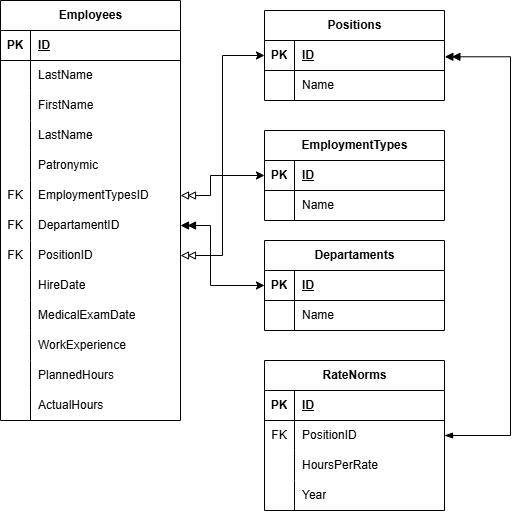 Employees
PK ID
LastName
FirstName
LastName
Patronymic
FK EmploymentTypesID
FK DepartamentID
FK PositionID
HireDate
MedicalExamDate
WorkExperience
PlannedHours
ActualHours
Positions
PK ID
Name
EmploymentTypes
PK ID
Name
Departaments
PK ID
Name
RateNorms
PK ID
FK PositionID
HoursPerRate
Year